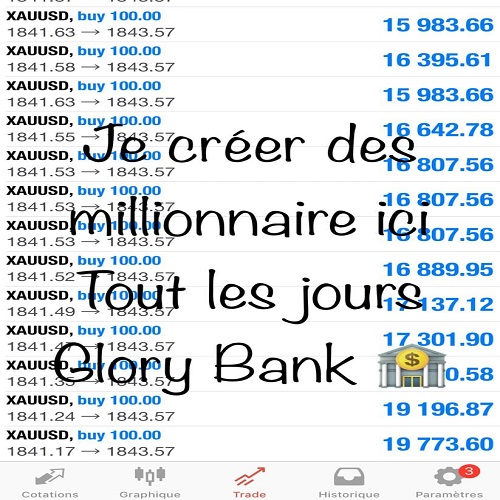 XAUUSD, buy 100.00 15 983.66
1841.63 → 1843.57
XAUUSD, buy 100.00 16 395.61
1841.58 → 1843.57
XAUUSD, buy 100.00 15 983.66
1841.63 → 1843.57
XAUUSD, buy 100.00 16 642.78
1841.55 → 1843.57
Je créer des
XAUUSD, buy 100.00 16 807.56
1841.53 → 1843.57
XAUUSD, buy 100.00 16 807.56
1841.53 → 1843.57
millionnaire ici
XAUUSD, buy 100.00 16 807.56
1841.53 → 1843.57
XAUUSD, buy 100.00 16 889.95
1841.52 → 1843.57
Tout les jours
XAUUSD, buy 100.00 17 137.12
1841.49 → 1843.57
XAUUSD, buy 100.00 17 301.90
1841.47 → 1843.57
Glory Bank
XAUUSD, buy 100.00
1841.35 → 1843.57
XAUUSD, buy 100.00 19 196.87
1841.24 → 1843.57
XAUUSD, buy 100.00 19 773.60
1841.17 → 1843.57
3
Cotations Graphique Trade Historique Paramètres